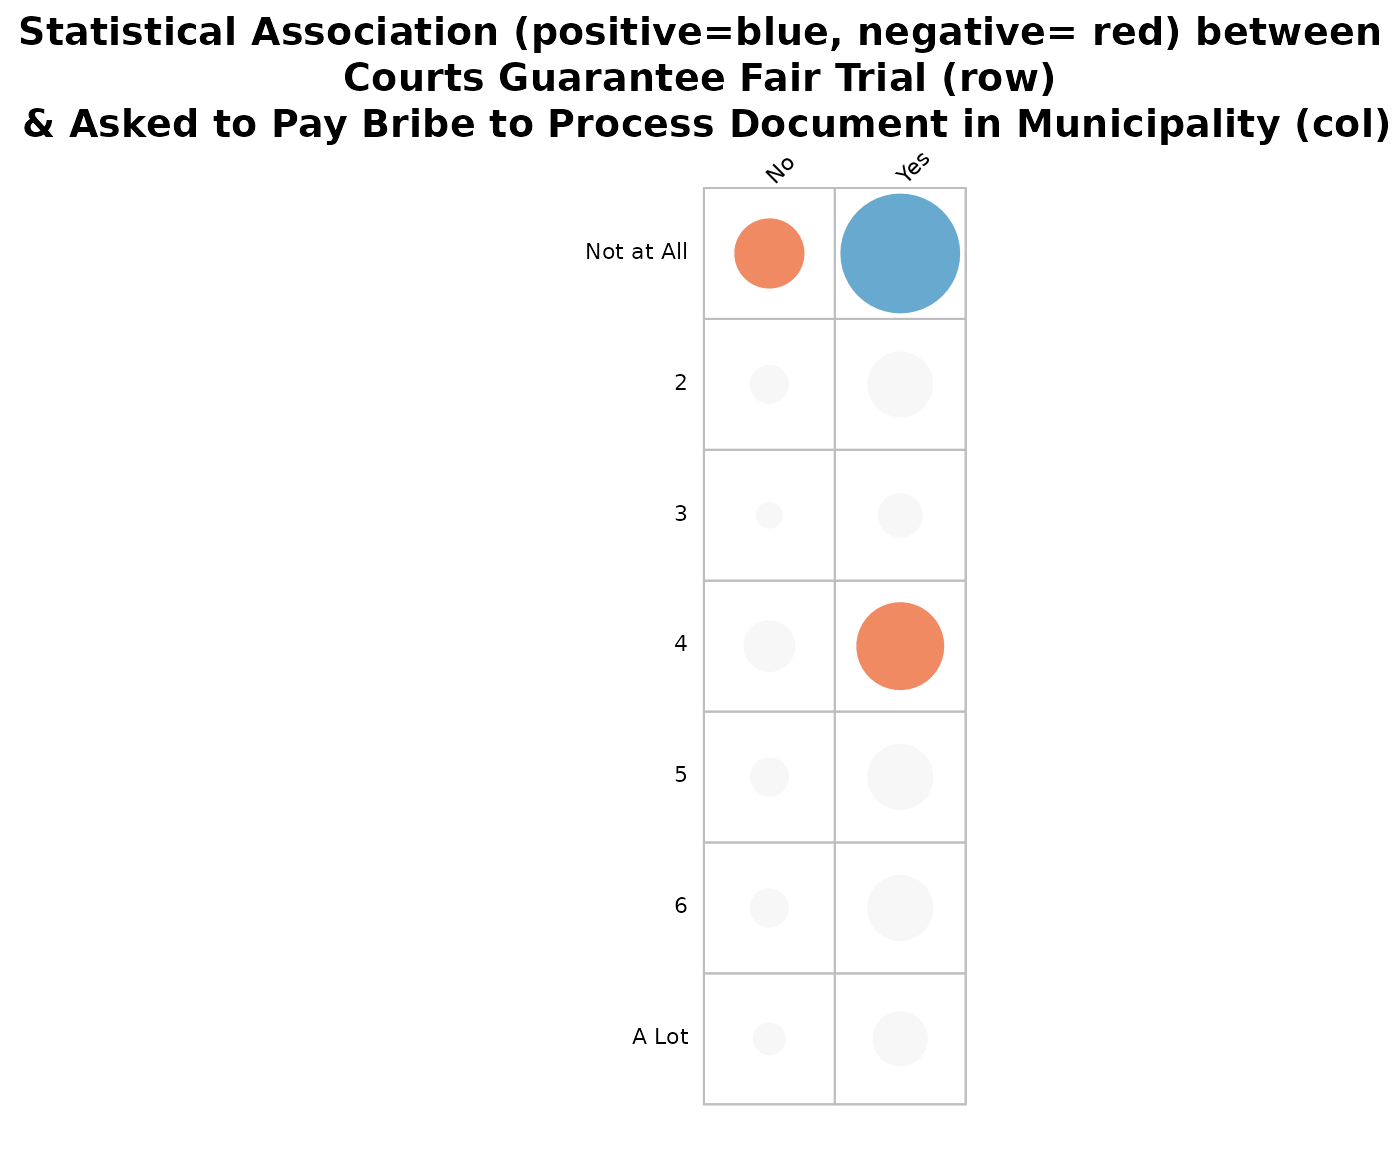 Statistical Association (positive=blue, negative= red) between
Courts Guarantee Fair Trial (row)
& Asked to Pay Bribe to Process Document in Municipality (col)
No Yes
Not at All
2
3
4
5
6
A Lot